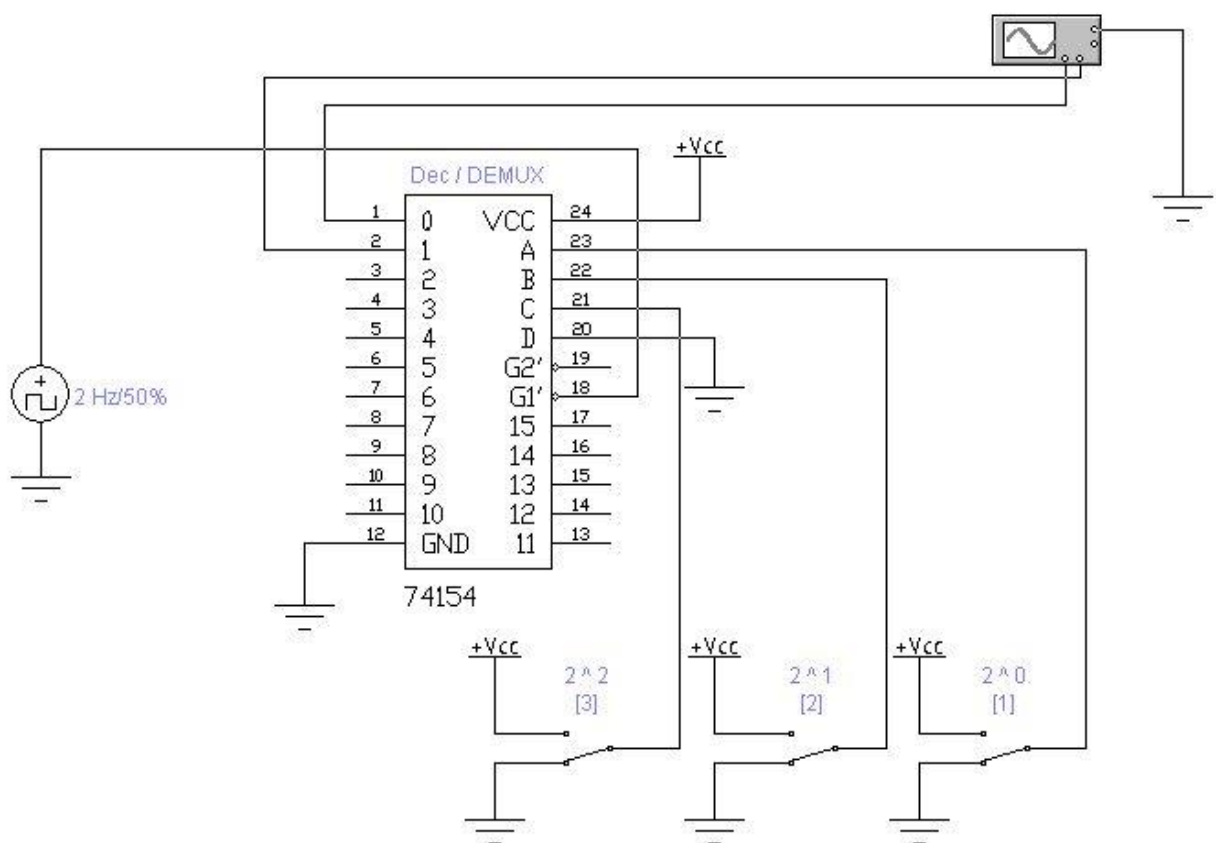 +Vcc
Dec / DEMUX
1 0 VCC 24
2 1 A 23
3 2 B 22
4 3 C 21
5 4 D 20
6 5 G2' 19
7 6 G1' 18
8 7 15 17
9 8 14 16
10 9 13 15
11 10 12 14
12 GND 11 13
2 Hz/50%
74154
+Vcc +Vcc +Vcc
2 ^ 2 2 ^ 1 2 ^ 0
[3] [2] [1]